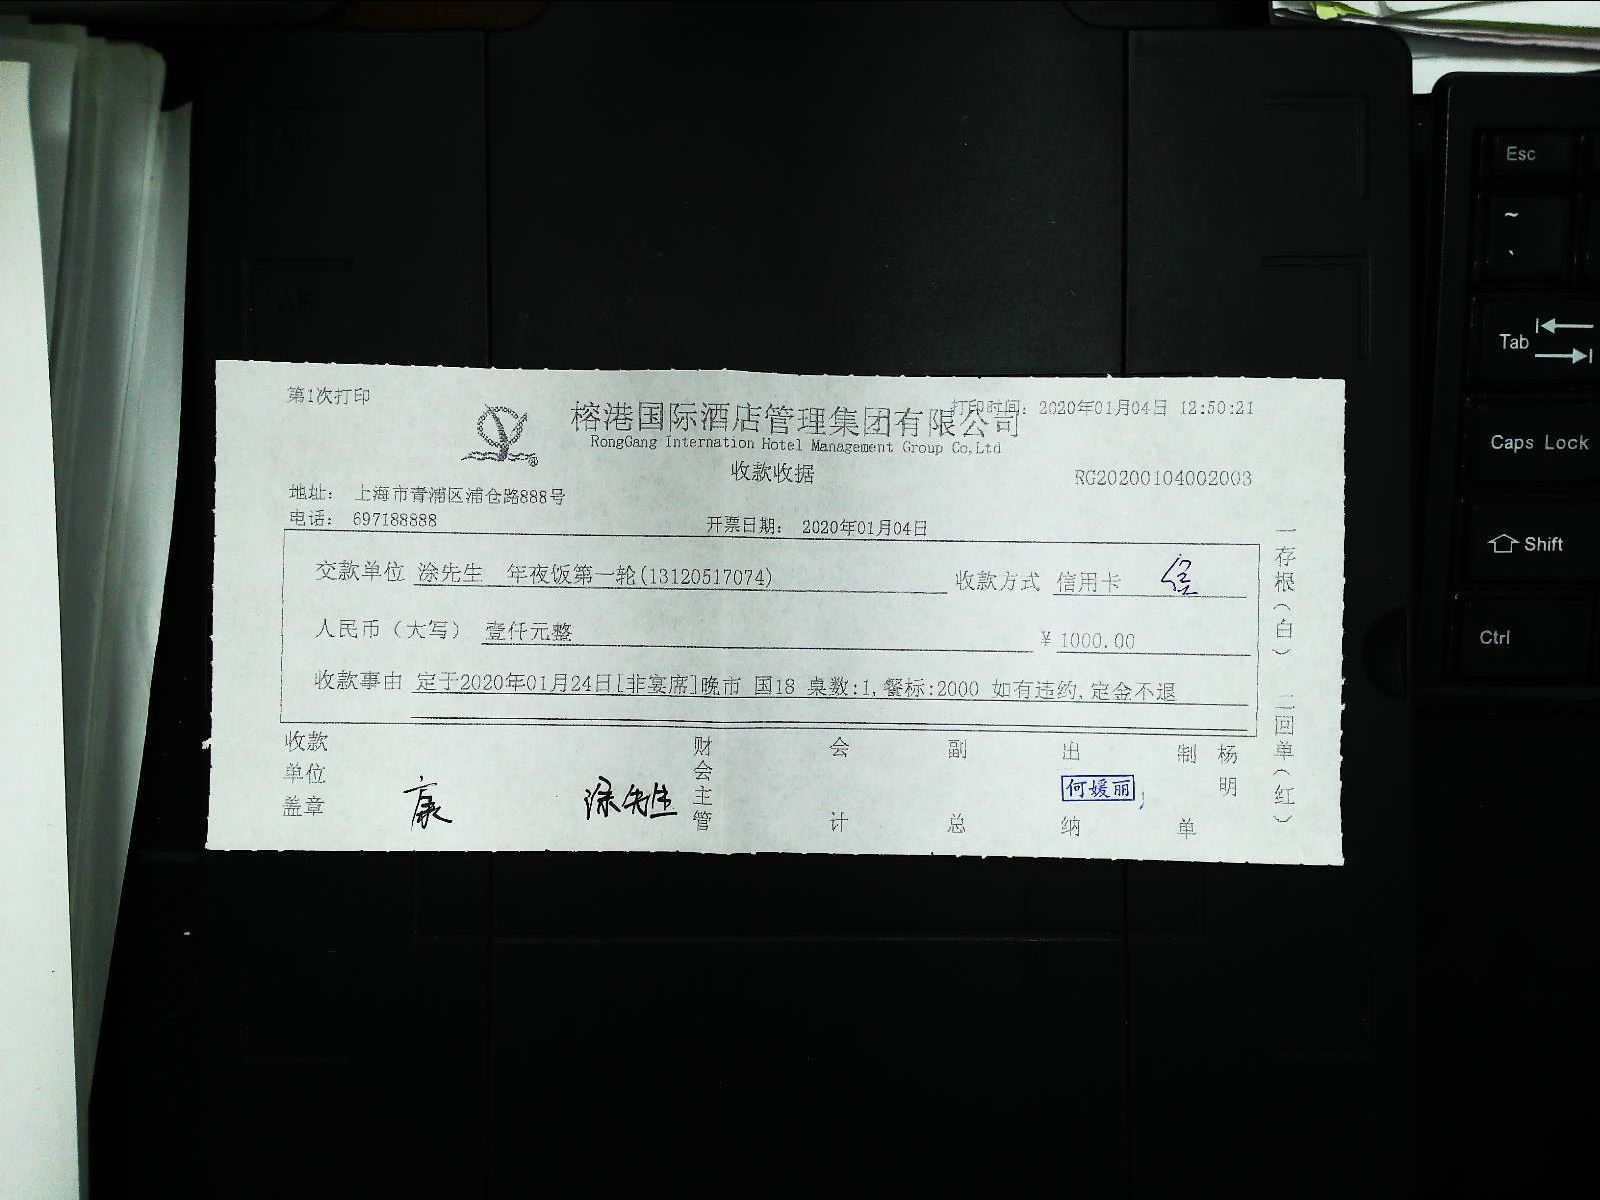 第1次打印
打印时间: 2020年01月04日 12:50:21
榕港国际酒店管理集团有限公司
RongGang Internation Hotel Management Group Co,Ltd
收款收据
RG20200104002003
地址: 上海市青浦区浦仓路888号
电话: 697188888
开票日期: 2020年01月04日
交款单位 涂先生 年夜饭第一轮(13120517074) 收款方式 信用卡
人民币（大写） 壹仟元整 ¥ 1000.00
收款事由 定于2020年01月24日[非宴席]晚市 国18 桌数:1,餐标:2000 如有违约,定金不退
收款单位盖章
康
涂先生
财会主管
会计
副总
出纳
何媛丽
制单
杨明
一存根（白） 二回单（红）
Esc
~
Tab
Caps Lock
Shift
Ctrl